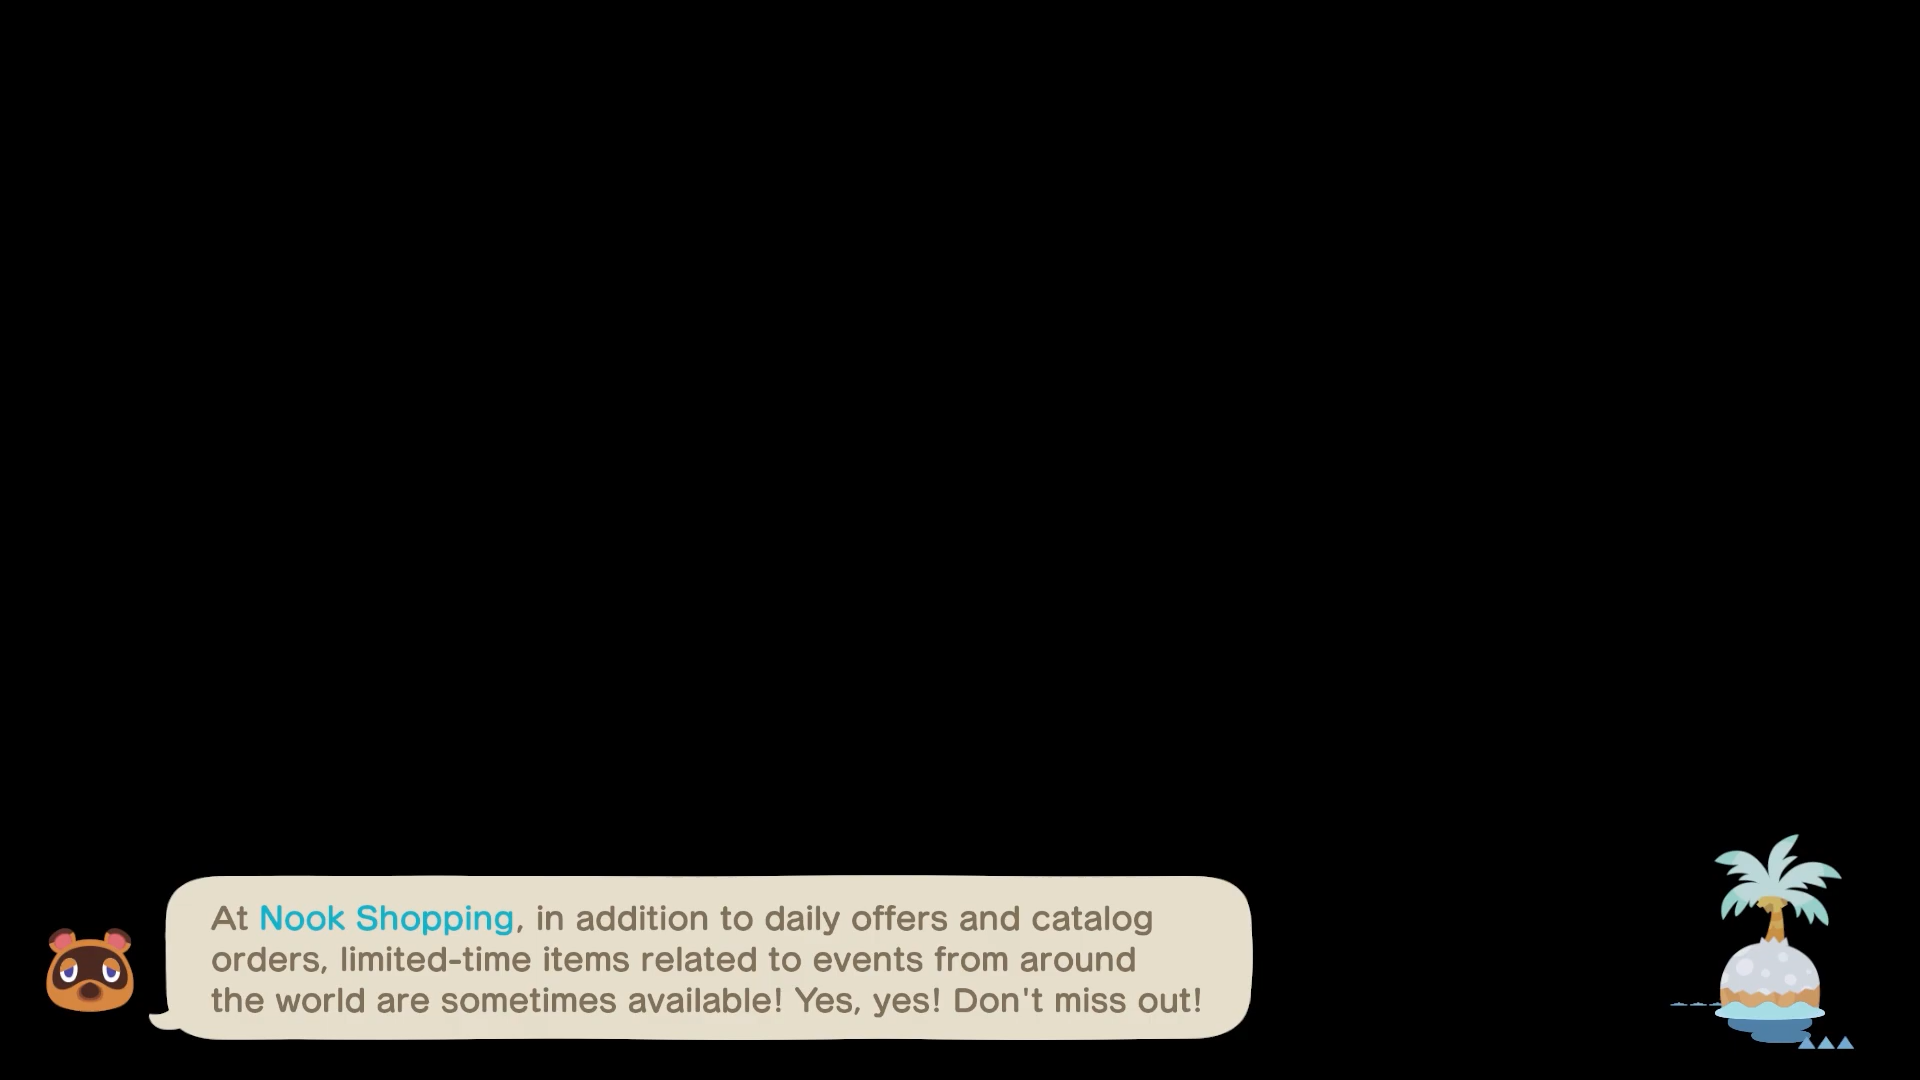 At Nook Shopping, in addition to daily offers and catalog
orders, limited-time items related to events from around
the world are sometimes available! Yes, yes! Don't miss out!